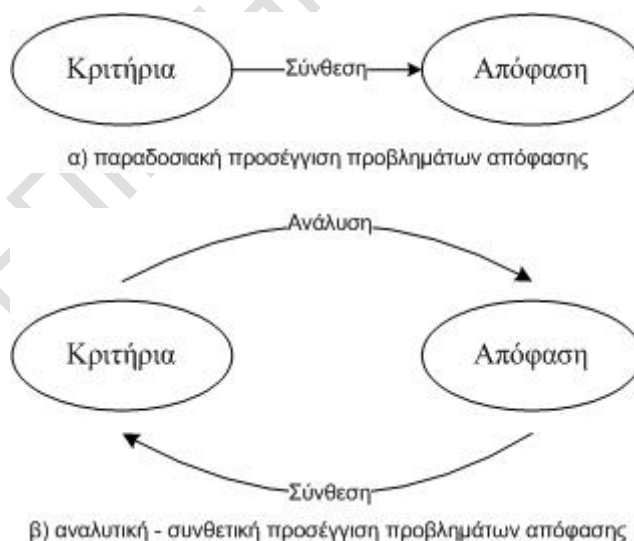 Κριτήρια Σύνθεση Απόφαση
α) παραδοσιακή προσέγγιση προβλημάτων απόφασης
Ανάλυση
Κριτήρια Απόφαση
Σύνθεση
β) αναλυτική - συνθετική προσέγγιση προβλημάτων απόφασης